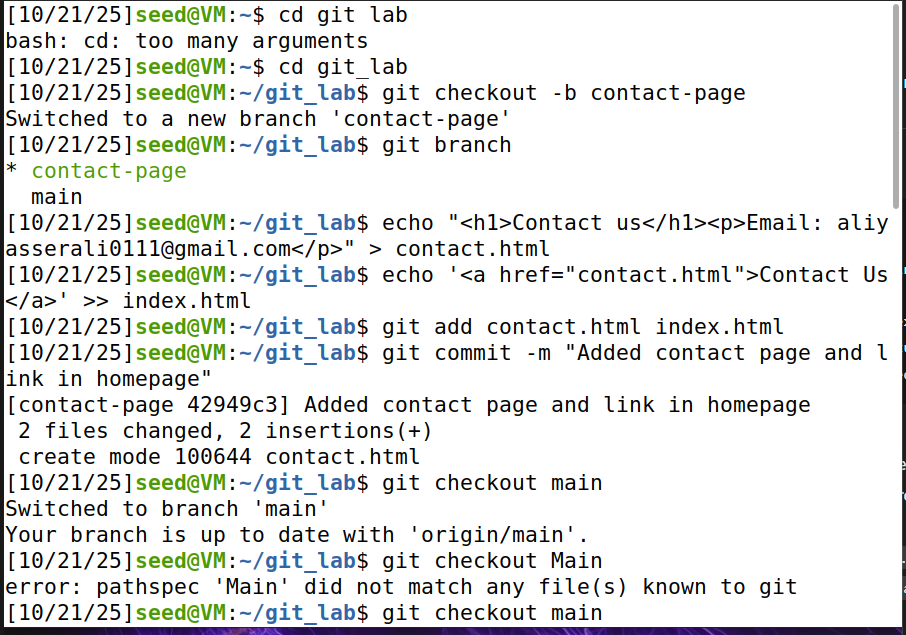 [10/21/25]seed@VM:~$ cd git lab
bash: cd: too many arguments
[10/21/25]seed@VM:~$ cd git_lab
[10/21/25]seed@VM:~/git_lab$ git checkout -b contact-page
Switched to a new branch 'contact-page'
[10/21/25]seed@VM:~/git_lab$ git branch
* contact-page
  main
[10/21/25]seed@VM:~/git_lab$ echo "<h1>Contact us</h1><p>Email: aliy
asserali0111@gmail.com</p>" > contact.html
[10/21/25]seed@VM:~/git_lab$ echo '<a href="contact.html">Contact Us
</a>' >> index.html
[10/21/25]seed@VM:~/git_lab$ git add contact.html index.html
[10/21/25]seed@VM:~/git_lab$ git commit -m "Added contact page and l
ink in homepage"
[contact-page 42949c3] Added contact page and link in homepage
 2 files changed, 2 insertions(+)
 create mode 100644 contact.html
[10/21/25]seed@VM:~/git_lab$ git checkout main
Switched to branch 'main'
Your branch is up to date with 'origin/main'.
[10/21/25]seed@VM:~/git_lab$ git checkout Main
error: pathspec 'Main' did not match any file(s) known to git
[10/21/25]seed@VM:~/git_lab$ git checkout main